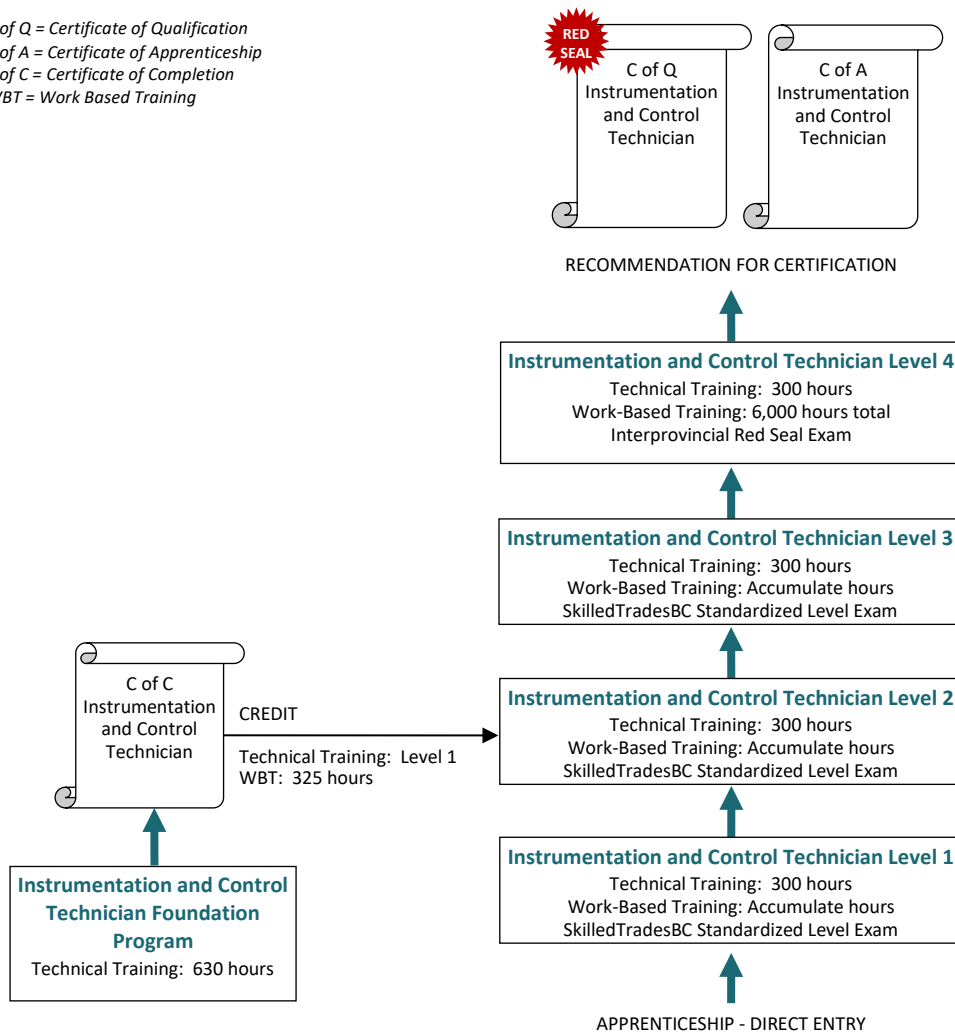 of Q = Certificate of Qualification
of A = Certificate of Apprenticeship
of C = Certificate of Completion
WBT = Work Based Training
RED
SEAL
C of Q
Instrumentation
and Control
Technician
C of A
Instrumentation
and Control
Technician
RECOMMENDATION FOR CERTIFICATION
Instrumentation and Control Technician Level 4
Technical Training: 300 hours
Work-Based Training: 6,000 hours total
Interprovincial Red Seal Exam
Instrumentation and Control Technician Level 3
Technical Training: 300 hours
Work-Based Training: Accumulate hours
SkilledTradesBC Standardized Level Exam
C of C
Instrumentation
and Control
Technician
CREDIT
Technical Training: Level 1
WBT: 325 hours
Instrumentation and Control Technician Level 2
Technical Training: 300 hours
Work-Based Training: Accumulate hours
SkilledTradesBC Standardized Level Exam
Instrumentation and Control Technician Level 1
Technical Training: 300 hours
Work-Based Training: Accumulate hours
SkilledTradesBC Standardized Level Exam
Instrumentation and Control
Technician Foundation
Program
Technical Training: 630 hours
APPRENTICESHIP - DIRECT ENTRY